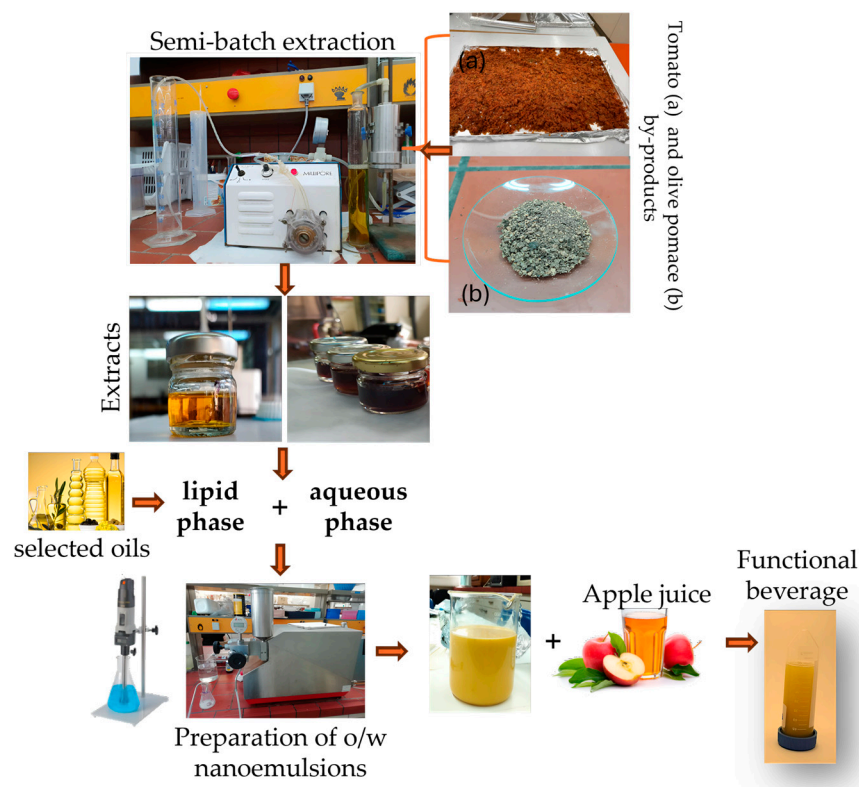 Semi-batch extraction
(a)
(b)
Tomato (a) and olive pomace (b)
by-products
Extracts
lipid
phase
+
aqueous
phase
selected oils
Preparation of o/w
nanoemulsions
+
Apple juice
Functional
beverage